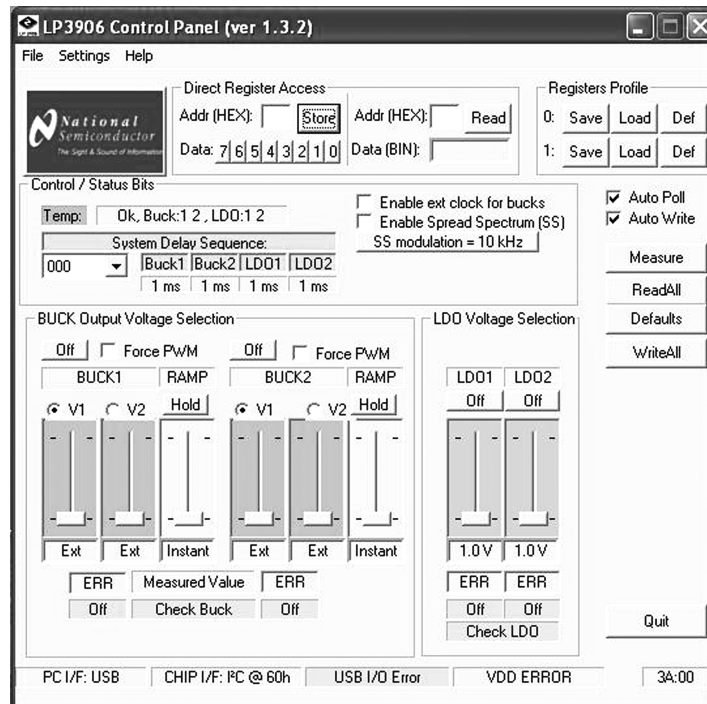 LP3906 Control Panel (ver 1.3.2)
File Settings Help
National
Semiconductor
The Sight & Sound of Information
Direct Register Access
Addr (HEX): Store Addr (HEX): Read
Data: 7 6 5 4 3 2 1 0 Data (BIN):
Registers Profile
0: Save Load Def
1: Save Load Def
Control / Status Bits
Temp: Ok, Buck:1 2 , LDO:1 2
System Delay Sequence:
000 Buck1 Buck2 LDO1 LDO2
1 ms 1 ms 1 ms 1 ms
Enable ext clock for bucks
Enable Spread Spectrum (SS)
SS modulation = 10 kHz
Auto Poll
Auto Write
Measure
ReadAll
Defaults
WriteAll
BUCK Output Voltage Selection
Off Force PWM Off Force PWM
BUCK1 RAMP BUCK2 RAMP
V1 V2 Hold V1 V2 Hold
Ext Ext Instant Ext Ext Instant
ERR Measured Value ERR
Off Check Buck Off
LDO Voltage Selection
LDO1 LDO2
Off Off
1.0 V 1.0 V
ERR ERR
Off Off
Check LDO
Quit
PC I/F: USB CHIP I/F: I²C @ 60h USB I/O Error VDD ERROR 3A:00